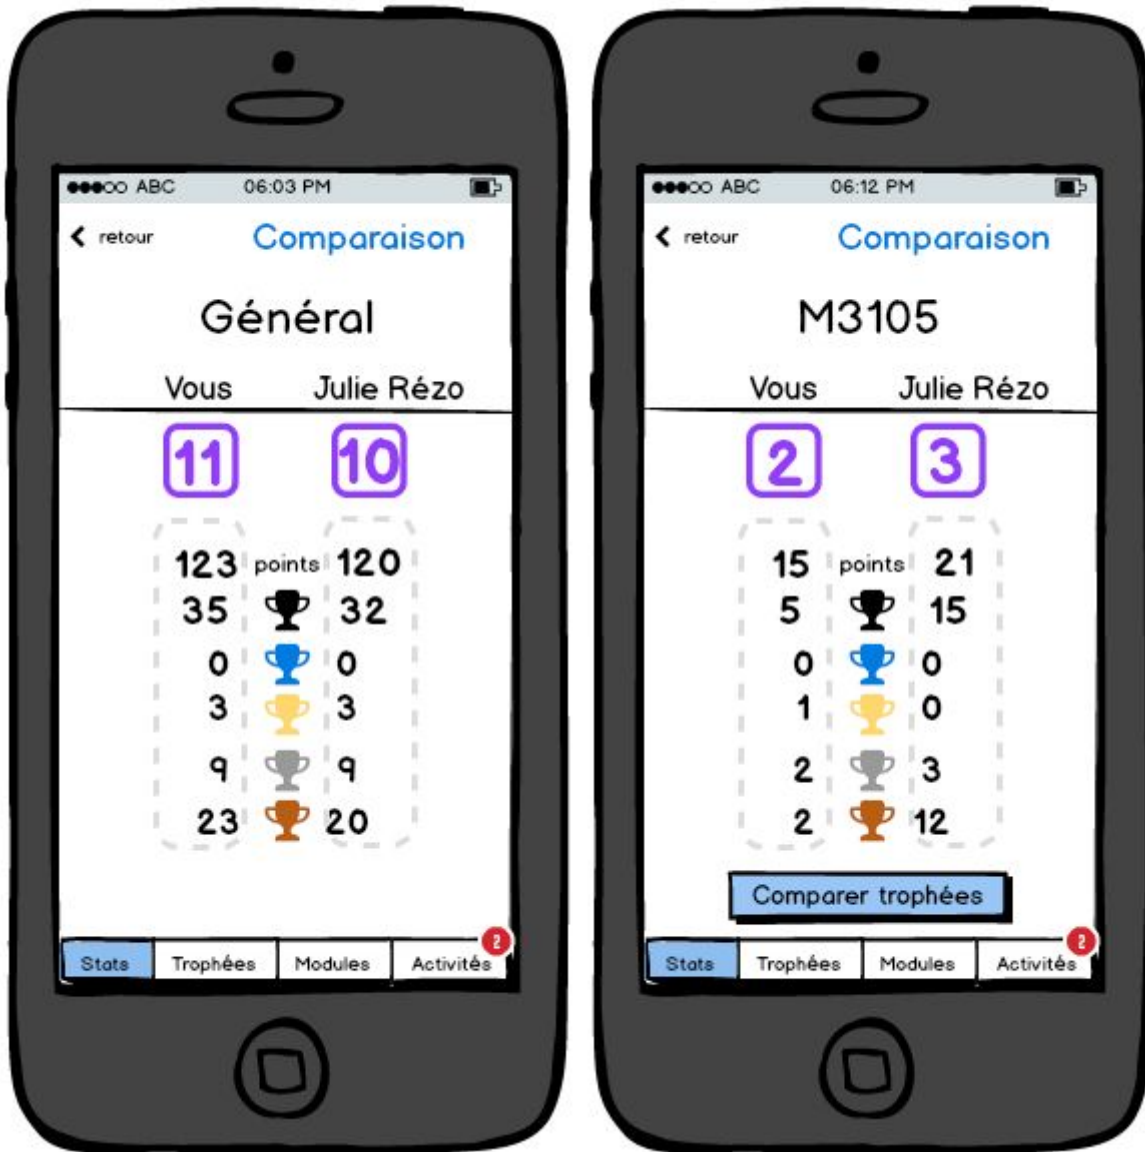 ABC 06:03 PM
retour Comparaison
Général
Vous Julie Rézo
11 10
123 points 120
35 32
0 0
3 3
9 9
23 20
Stats Trophées Modules Activités 2
ABC 06:12 PM
retour Comparaison
M3105
Vous Julie Rézo
2 3
15 points 21
5 15
0 0
1 0
2 3
2 12
Comparer trophées
Stats Trophées Modules Activités 2